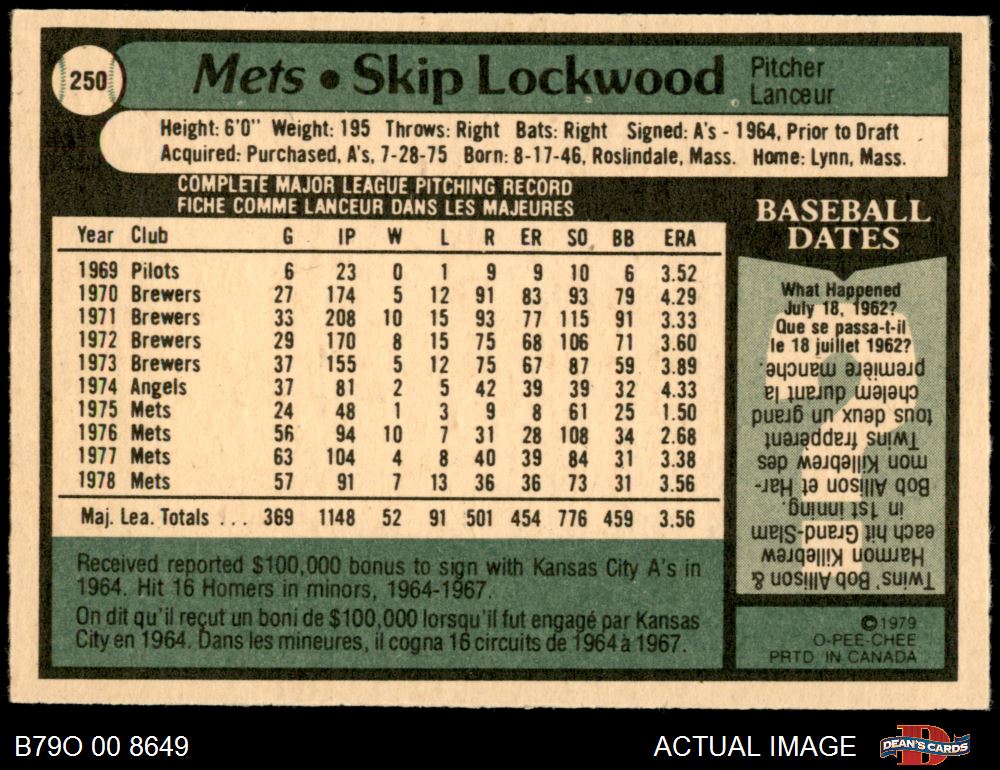 250
Mets • Skip Lockwood
Pitcher
Lanceur
Height: 6'0" Weight: 195 Throws: Right Bats: Right Signed: A's - 1964, Prior to Draft
Acquired: Purchased, A's, 7-28-75 Born: 8-17-46, Roslindale, Mass. Home: Lynn, Mass.
COMPLETE MAJOR LEAGUE PITCHING RECORD
FICHE COMME LANCEUR DANS LES MAJEURES
Year Club G IP W L R ER SO BB ERA
1969 Pilots 6 23 0 1 9 9 10 6 3.52
1970 Brewers 27 174 5 12 91 83 93 79 4.29
1971 Brewers 33 208 10 15 93 77 115 91 3.33
1972 Brewers 29 170 8 15 75 68 106 71 3.60
1973 Brewers 37 155 5 12 75 67 87 59 3.89
1974 Angels 37 81 2 5 42 39 39 32 4.33
1975 Mets 24 48 1 3 9 8 61 25 1.50
1976 Mets 56 94 10 7 31 28 108 34 2.68
1977 Mets 63 104 4 8 40 39 84 31 3.38
1978 Mets 57 91 7 13 36 36 73 31 3.56
Maj. Lea. Totals ... 369 1148 52 91 501 454 776 459 3.56
Received reported $100,000 bonus to sign with Kansas City A's in
1964. Hit 16 Homers in minors, 1964-1967.
On dit qu'il reçut un boni de $100,000 lorsqu'il fut engagé par Kansas
City en 1964. Dans les mineures, il cogna 16 circuits de 1964 à 1967.
BASEBALL
DATES
What Happened
July 18, 1962?
Que se passa-t-il
le 18 juillet 1962?
Twins' Bob Allison &
Harmon Killebrew
each hit Grand-Slam
in 1st inning.
Bob Allison et Har-
mon Killebrew des
Twins frappèrent
tous deux un grand
chelem durant la
première manche.
©1979
O-PEE-CHEE
PRTD IN CANADA
B79O 00 8649
ACTUAL IMAGE
DEAN'S CARDS